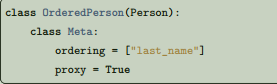 class OrderedPerson(Person):
    class Meta:
        ordering = ["last_name"]
        proxy = True